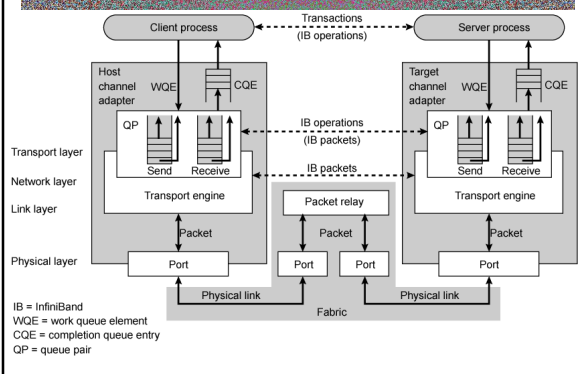 Client process
Transactions
(IB operations)
Server process
Host
channel
adapter
WQE
CQE
Target
channel
adapter
WQE
CQE
QP
IB operations
(IB packets)
QP
Transport layer
Send
Receive
IB packets
Send
Receive
Network layer
Transport engine
Packet relay
Transport engine
Link layer
Packet
Packet
Packet
Physical layer
Port
Port
Port
Port
Physical link
Physical link
Fabric
IB = InfiniBand
WQE = work queue element
CQE = completion queue entry
QP = queue pair